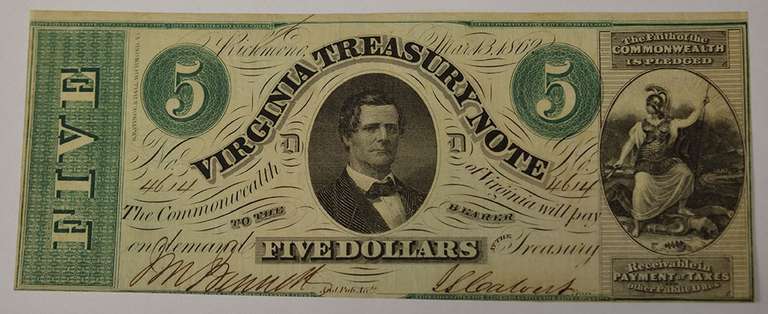 FIVE
Richmond, Mar. 13, 1862
5
5
VIRGINIA TREASURY NOTE
The Faith of the
COMMONWEALTH
IS PLEDGED
No. 4614
No. 4614
D
D
The Commonwealth of Virginia will pay
TO THE BEARER
on demand FIVE DOLLARS IN THE Treasury
Receivable in
PAYMENT of TAXES
other Public Dues